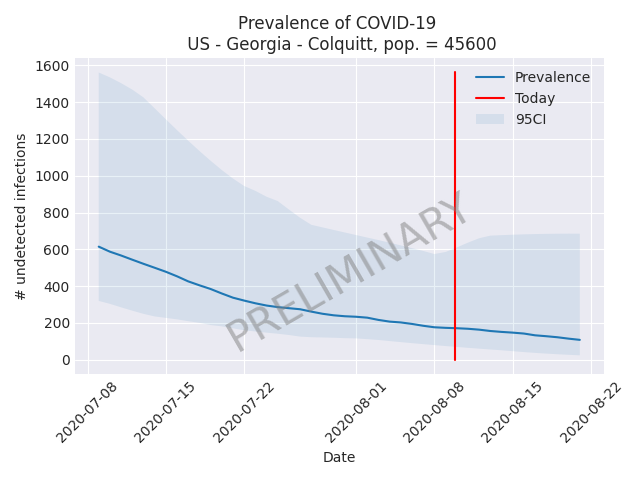 Prevalence of COVID-19
US - Georgia - Colquitt, pop. = 45600
# undetected infections
1600
1400
1200
1000
800
600
400
200
0
Prevalence
Today
95CI
PRELIMINARY
2020-07-08
2020-07-15
2020-07-22
2020-08-01
2020-08-08
2020-08-15
2020-08-22
Date